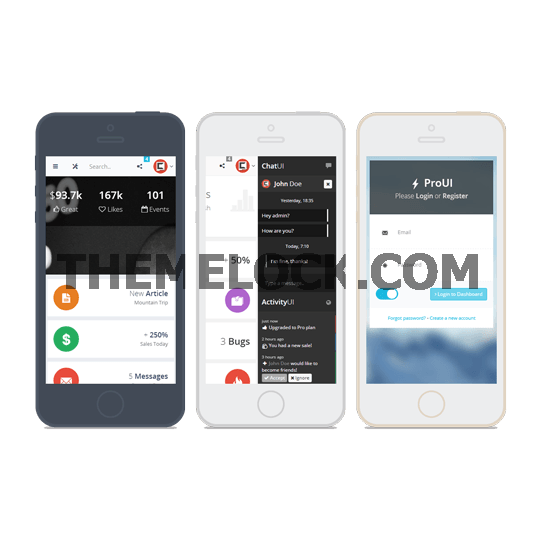 Search...
4
$93.7k
Great
167k
Likes
101
Events
New Article
Mountain Trip
+ 250%
Sales Today
5 Messages
4
+ 50%
3 Bugs
ChatUI
John Doe
Yesterday, 18:35
Hey admin?
How are you?
Today, 7:10
I'm fine, thanks!
Type a message..
ActivityUI
just now
Upgraded to Pro plan
2 hours ago
You had a new sale!
3 hours ago
+ John Doe would like to
become friends!
Accept
Ignore
ProUI
Please Login or Register
Email
Login to Dashboard
Forgot password? • Create a new account
THEMELOCK.COM